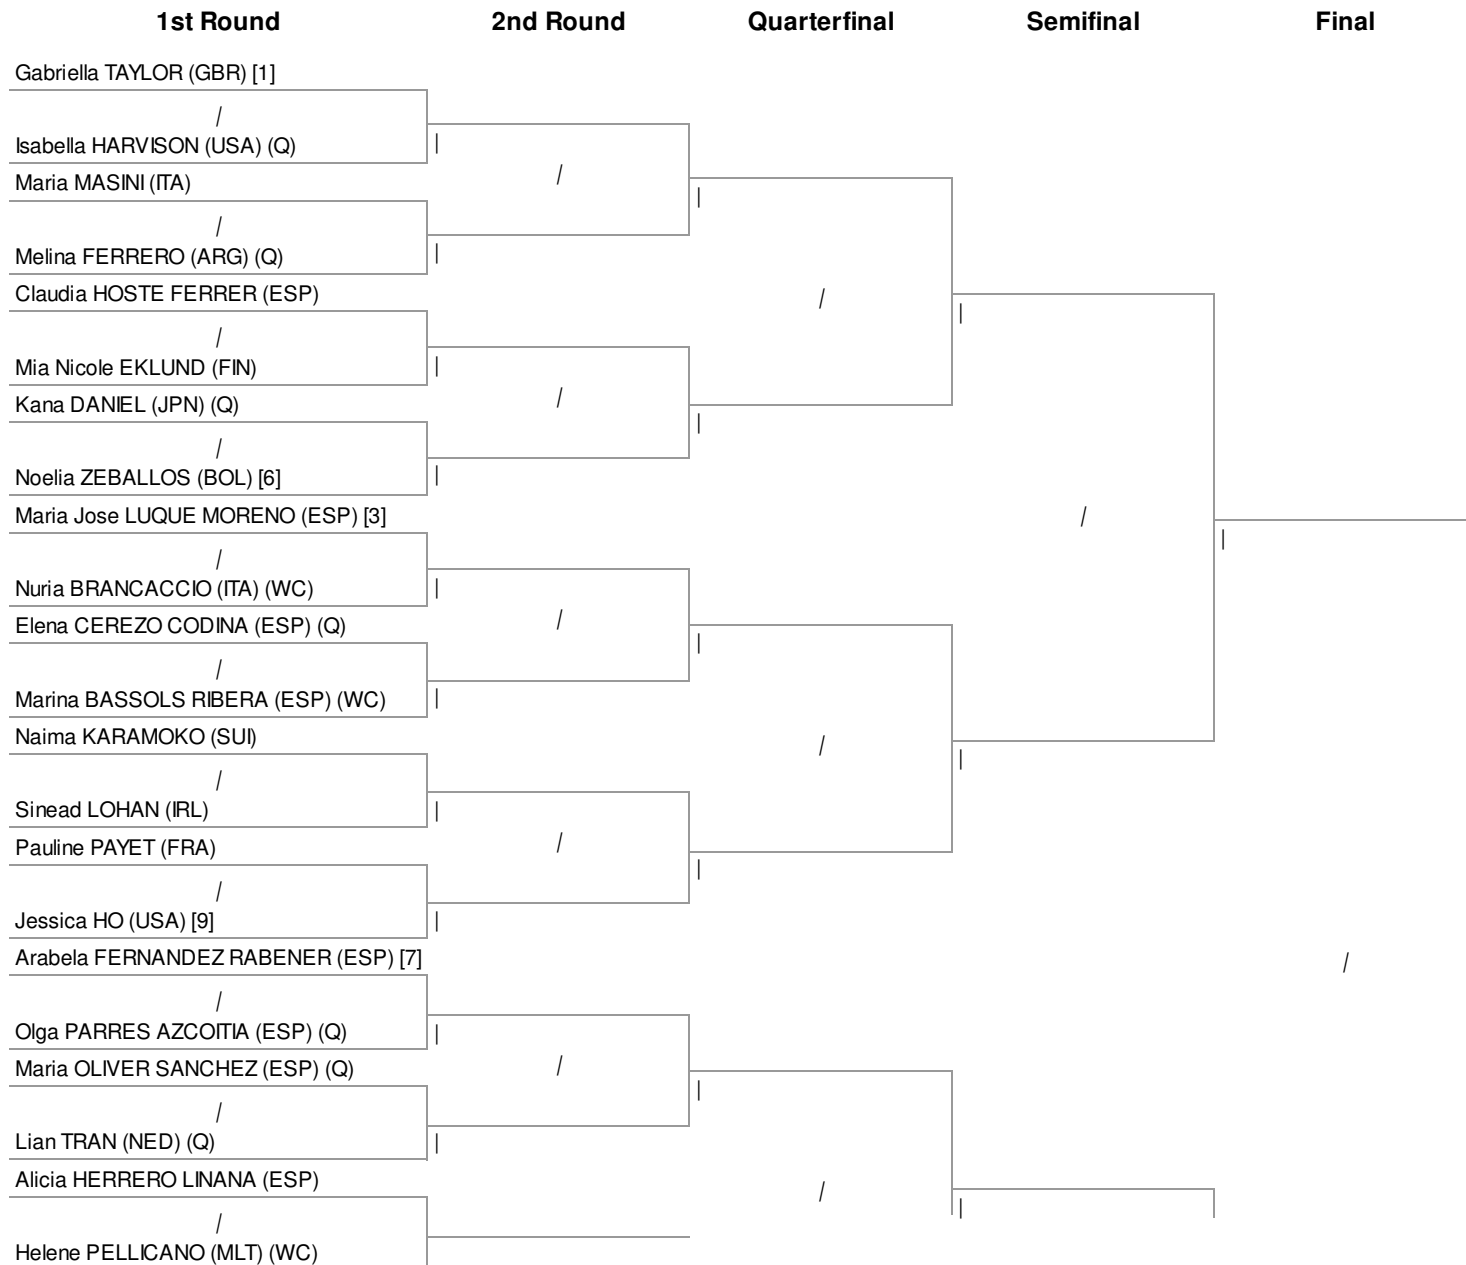 1st Round 2nd Round Quarterfinal Semifinal Final
Gabriella TAYLOR (GBR) [1]
/
Isabella HARVISON (USA) (Q)
|
/
Maria MASINI (ITA)
|
/
Melina FERRERO (ARG) (Q)
|
Claudia HOSTE FERRER (ESP)
/
|
/
Mia Nicole EKLUND (FIN)
|
/
Kana DANIEL (JPN) (Q)
|
/
Noelia ZEBALLOS (BOL) [6]
|
Maria Jose LUQUE MORENO (ESP) [3]
/
|
/
Nuria BRANCACCIO (ITA) (WC)
|
/
Elena CEREZO CODINA (ESP) (Q)
|
/
Marina BASSOLS RIBERA (ESP) (WC)
|
Naima KARAMOKO (SUI)
/
|
/
Sinead LOHAN (IRL)
|
/
Pauline PAYET (FRA)
|
/
Jessica HO (USA) [9]
|
Arabela FERNANDEZ RABENER (ESP) [7]
/
/
Olga PARRES AZCOITIA (ESP) (Q)
|
/
Maria OLIVER SANCHEZ (ESP) (Q)
|
/
Lian TRAN (NED) (Q)
|
Alicia HERRERO LINANA (ESP)
/
|
/
Helene PELLICANO (MLT) (WC)